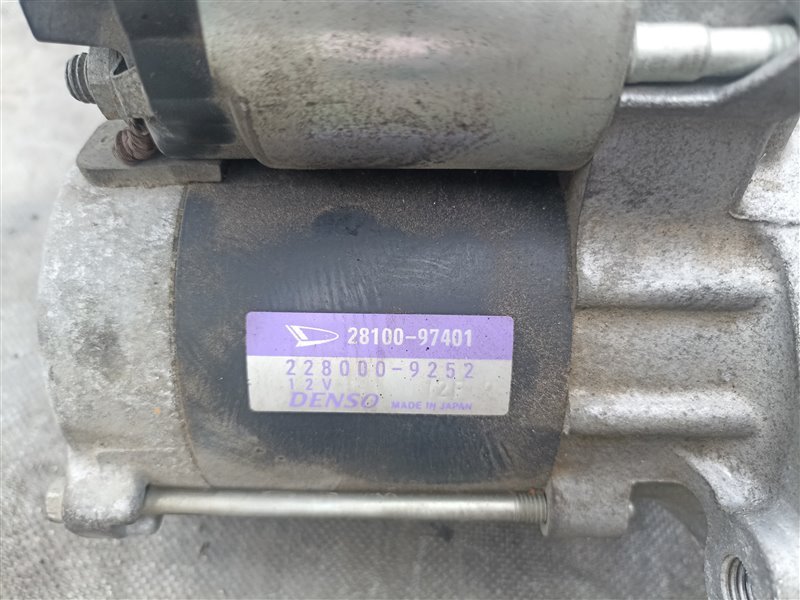 28100-97401
228000-9252
12V
DENSO MADE IN JAPAN